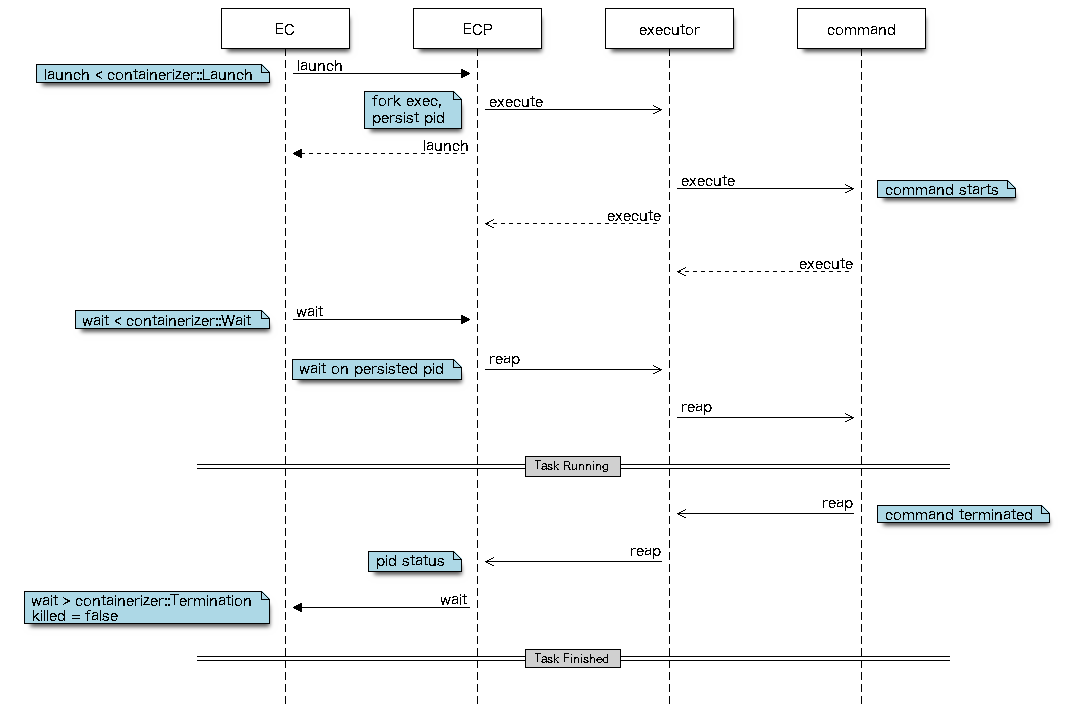 EC
ECP
executor
command
launch < containerizer::Launch
launch
fork exec,
persist pid
execute
launch
execute
command starts
execute
execute
wait < containerizer::Wait
wait
wait on persisted pid
reap
reap
Task Running
reap
command terminated
pid status
reap
wait > containerizer::Termination
killed = false
wait
Task Finished